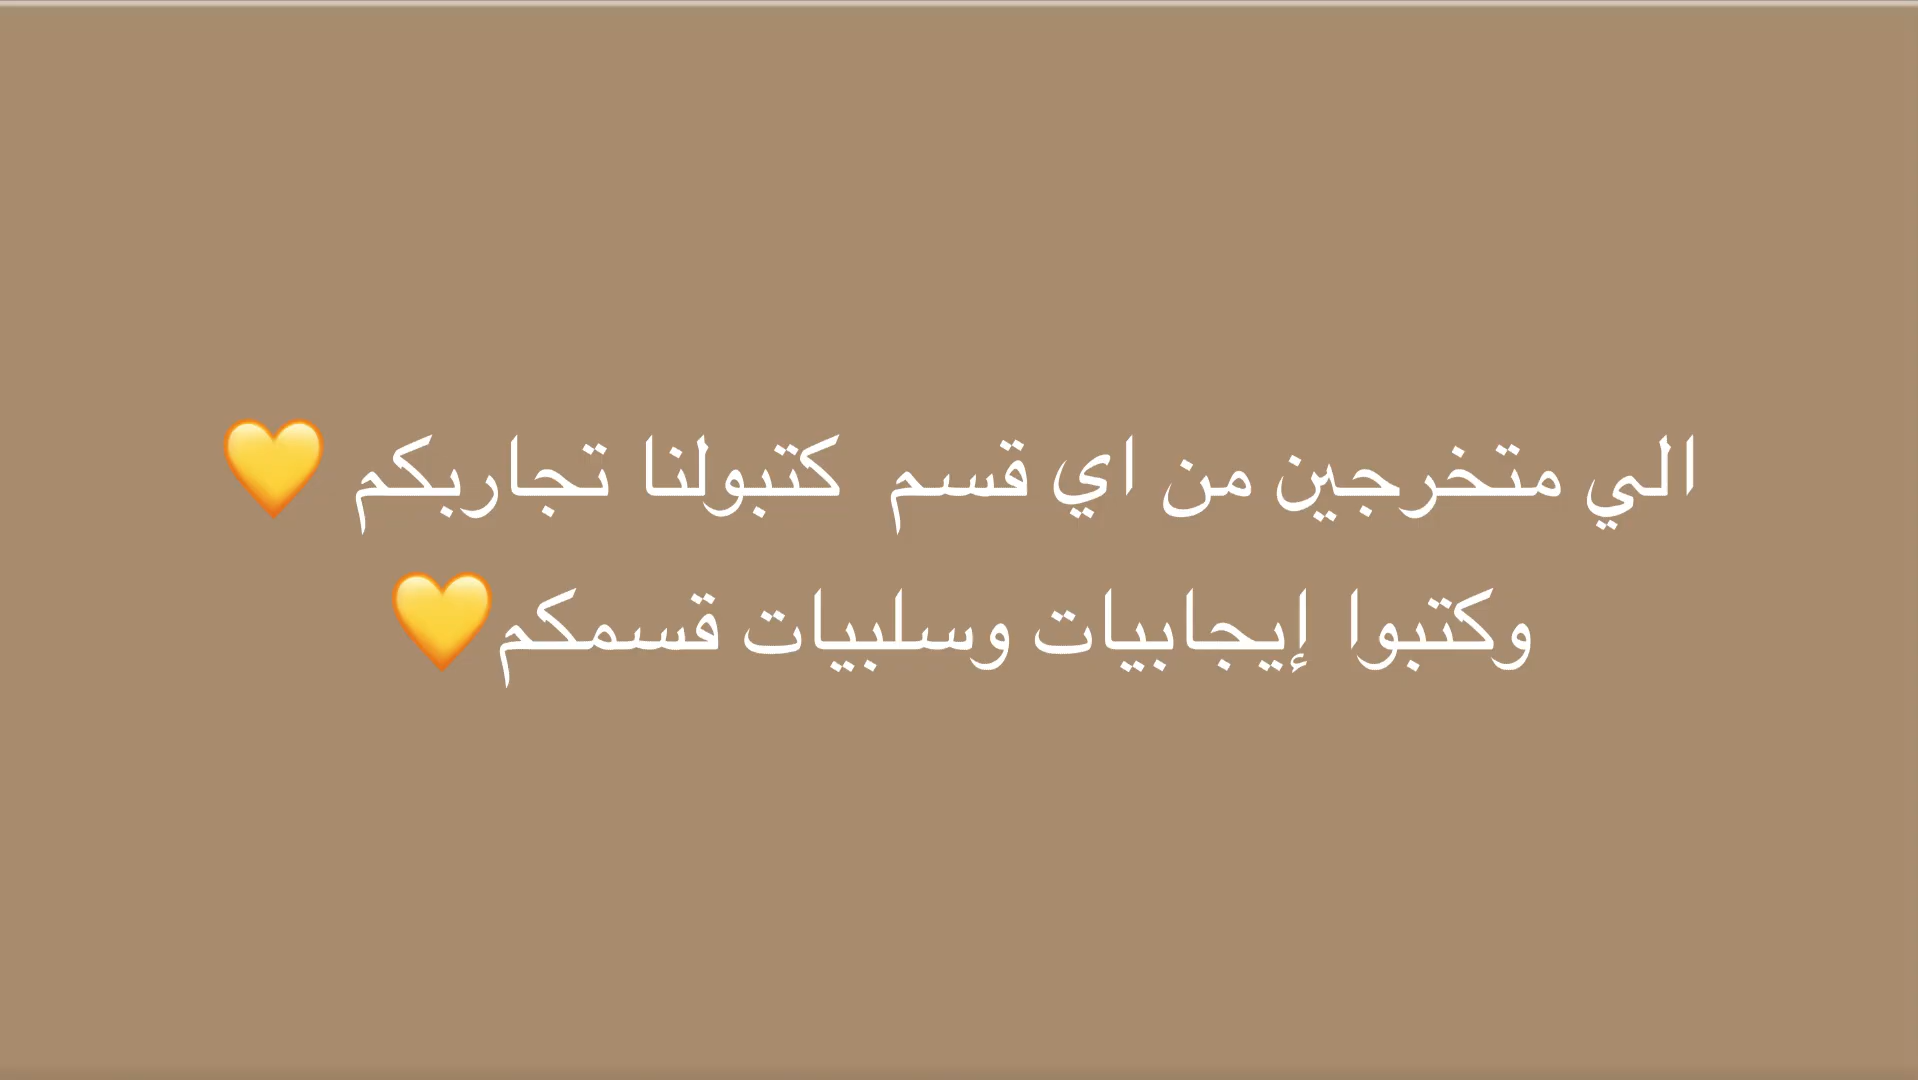 الي متخرجين من اي قسم كتبولنا تجاربكم 💛
وكتبوا إيجابيات وسلبيات قسمكم💛